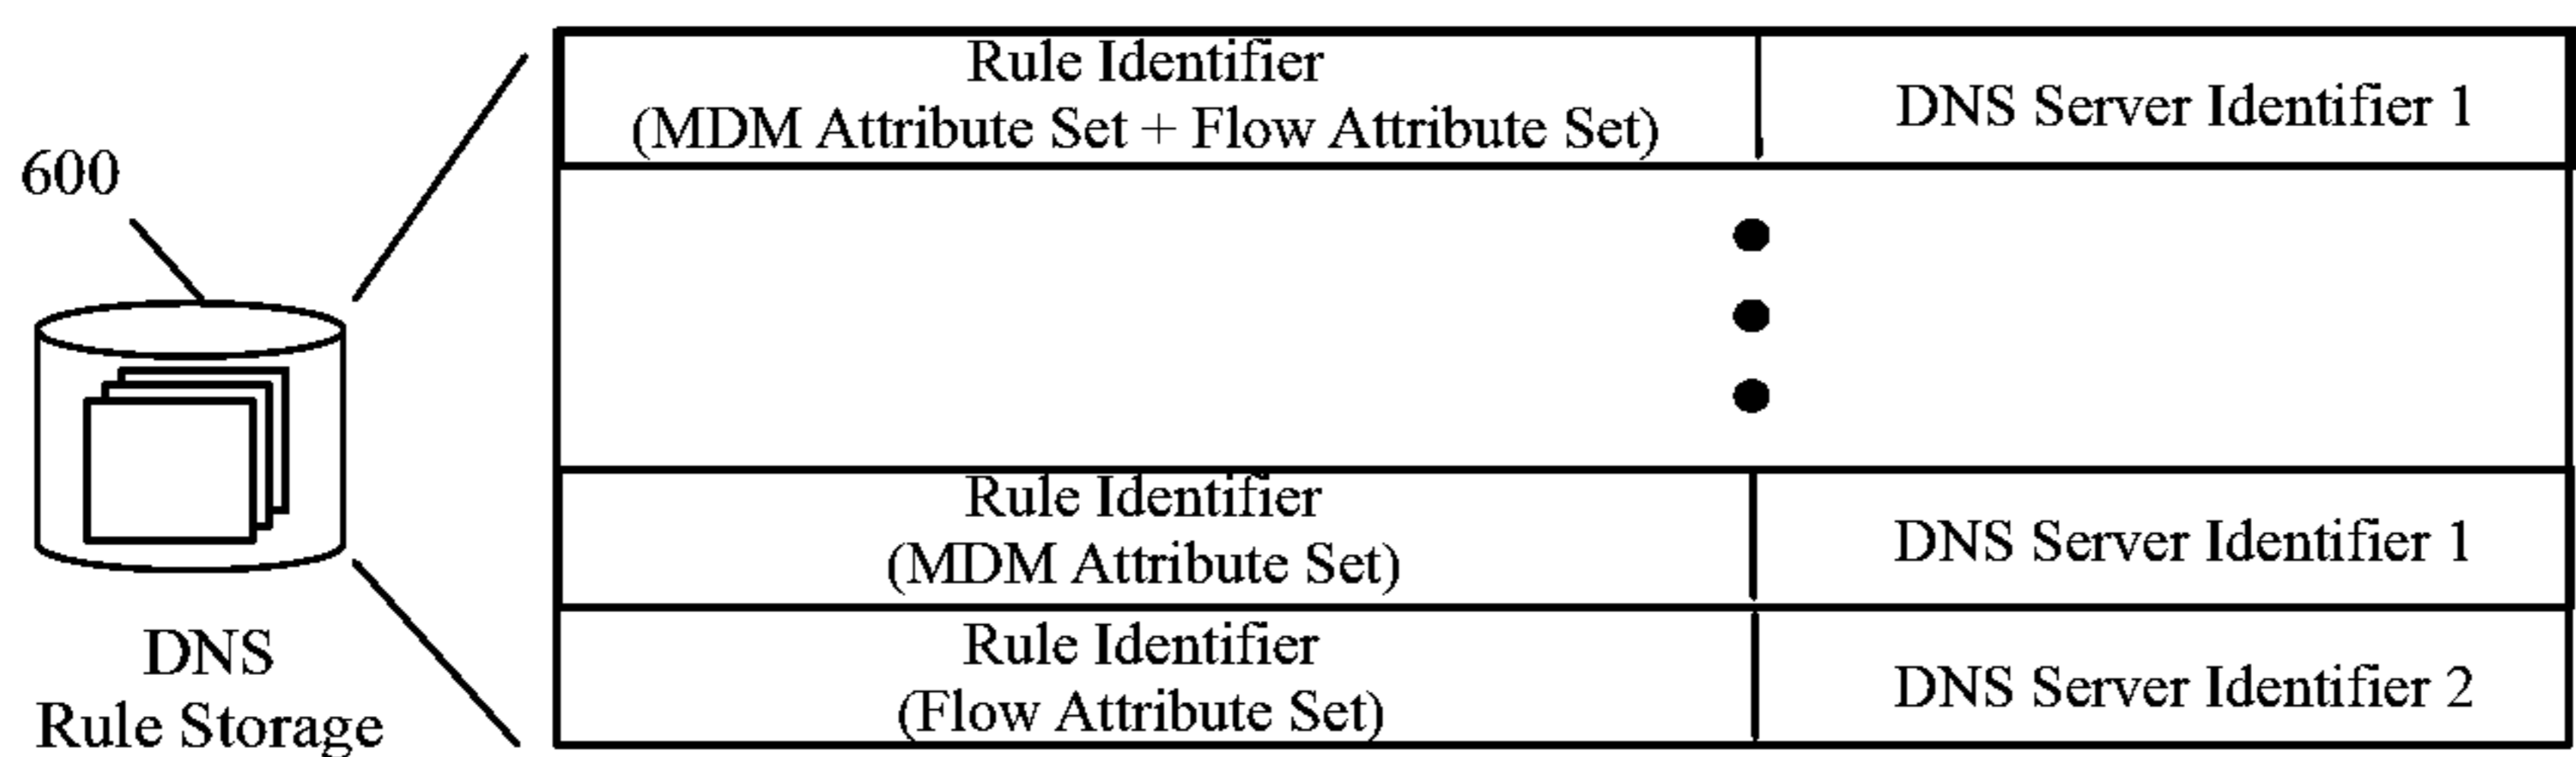 600
DNS
Rule Storage
Rule Identifier
(MDM Attribute Set + Flow Attribute Set)
DNS Server Identifier 1
Rule Identifier
(MDM Attribute Set)
DNS Server Identifier 1
Rule Identifier
(Flow Attribute Set)
DNS Server Identifier 2